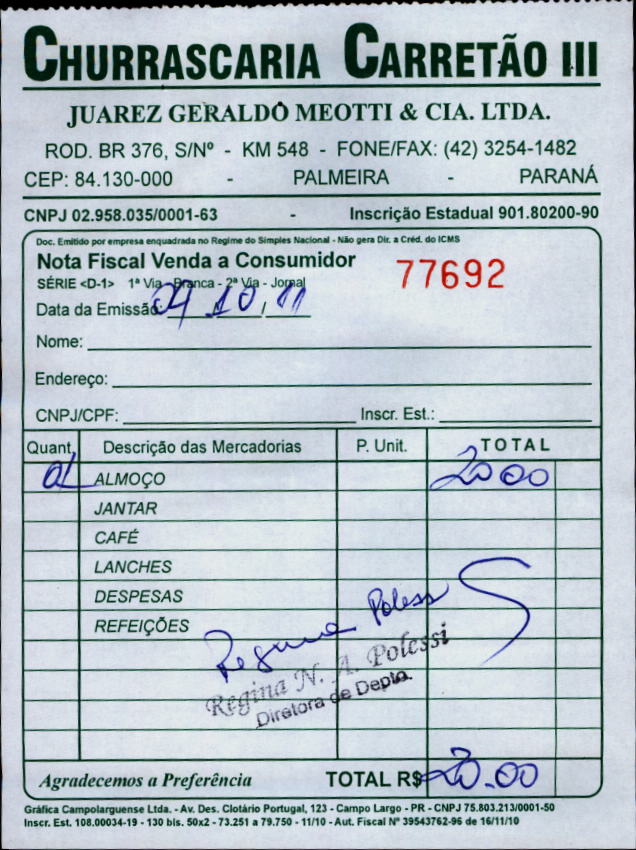 CHURRASCARIA CARRETÃO III
JUAREZ GERALDO MEOTTI & CIA. LTDA.
ROD. BR 376, S/Nº - KM 548 - FONE/FAX: (42) 3254-1482
CEP: 84.130-000 - PALMEIRA - PARANÁ
CNPJ 02.958.035/0001-63 - Inscrição Estadual 901.80200-90
Doc. Emitido por empresa enquadrada no Regime do Simples Nacional - Não gera Dir. a Créd. do ICMS
Nota Fiscal Venda a Consumidor 77692
SÉRIE <D-1> 1ª Via - Branca - 2ª Via - Jornal
Data da Emissão: 04 / 10 / 11
Nome:
Endereço:
CNPJ/CPF: Inscr. Est.:
Quant. Descrição das Mercadorias P. Unit. TOTAL
01 ALMOÇO 20 00
JANTAR
CAFÉ
LANCHES
DESPESAS
REFEIÇÕES
Regina Polessi
Regina N. A. Polessi
Diretora de Depto.
Agradecemos a Preferência TOTAL R$ 20.00
Gráfica Campolarguense Ltda. - Av. Des. Clotário Portugal, 123 - Campo Largo - PR - CNPJ 75.803.213/0001-50
Inscr. Est. 108.00034-19 - 130 bls. 50x2 - 73.251 a 79.750 - 11/10 - Aut. Fiscal Nº 39543762-96 de 16/11/10